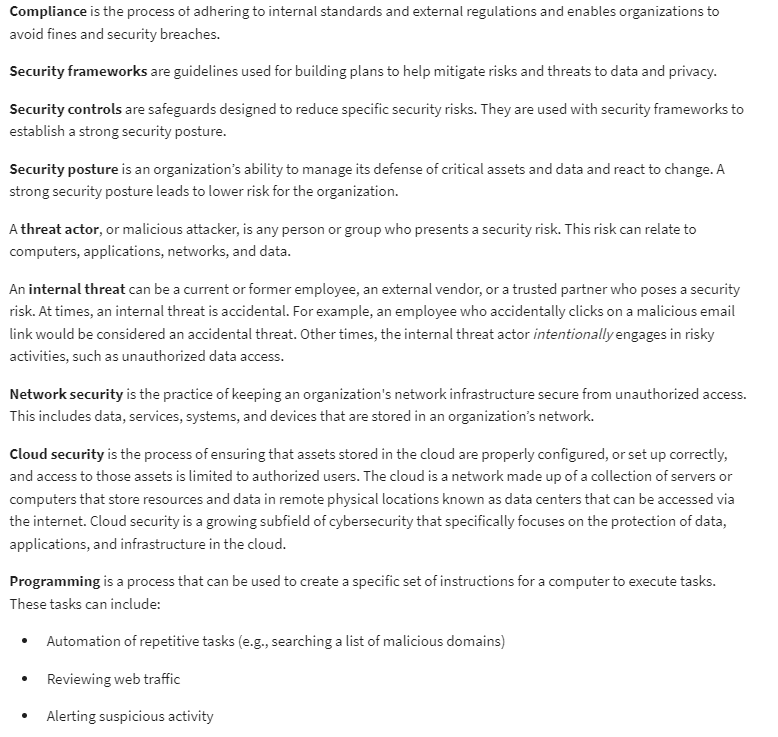 Compliance is the process of adhering to internal standards and external regulations and enables organizations to
avoid fines and security breaches.
Security frameworks are guidelines used for building plans to help mitigate risks and threats to data and privacy.
Security controls are safeguards designed to reduce specific security risks. They are used with security frameworks to
establish a strong security posture.
Security posture is an organization’s ability to manage its defense of critical assets and data and react to change. A
strong security posture leads to lower risk for the organization.
A threat actor, or malicious attacker, is any person or group who presents a security risk. This risk can relate to
computers, applications, networks, and data.
An internal threat can be a current or former employee, an external vendor, or a trusted partner who poses a security
risk. At times, an internal threat is accidental. For example, an employee who accidentally clicks on a malicious email
link would be considered an accidental threat. Other times, the internal threat actor intentionally engages in risky
activities, such as unauthorized data access.
Network security is the practice of keeping an organization's network infrastructure secure from unauthorized access.
This includes data, services, systems, and devices that are stored in an organization’s network.
Cloud security is the process of ensuring that assets stored in the cloud are properly configured, or set up correctly,
and access to those assets is limited to authorized users. The cloud is a network made up of a collection of servers or
computers that store resources and data in remote physical locations known as data centers that can be accessed via
the internet. Cloud security is a growing subfield of cybersecurity that specifically focuses on the protection of data,
applications, and infrastructure in the cloud.
Programming is a process that can be used to create a specific set of instructions for a computer to execute tasks.
These tasks can include:
• Automation of repetitive tasks (e.g., searching a list of malicious domains)
• Reviewing web traffic
• Alerting suspicious activity